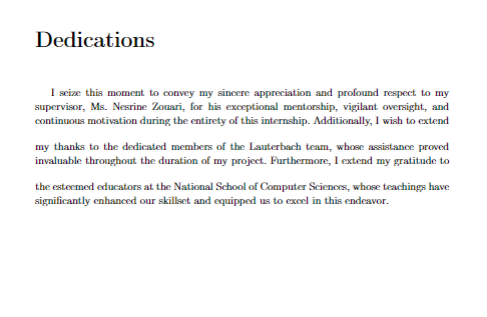 Dedications
I seize this moment to convey my sincere appreciation and profound respect to my
supervisor, Ms. Nesrine Zouari, for his exceptional mentorship, vigilant oversight, and
continuous motivation during the entirety of this internship. Additionally, I wish to extend
my thanks to the dedicated members of the Lauterbach team, whose assistance proved
invaluable throughout the duration of my project. Furthermore, I extend my gratitude to
the esteemed educators at the National School of Computer Sciences, whose teachings have
significantly enhanced our skillset and equipped us to excel in this endeavor.